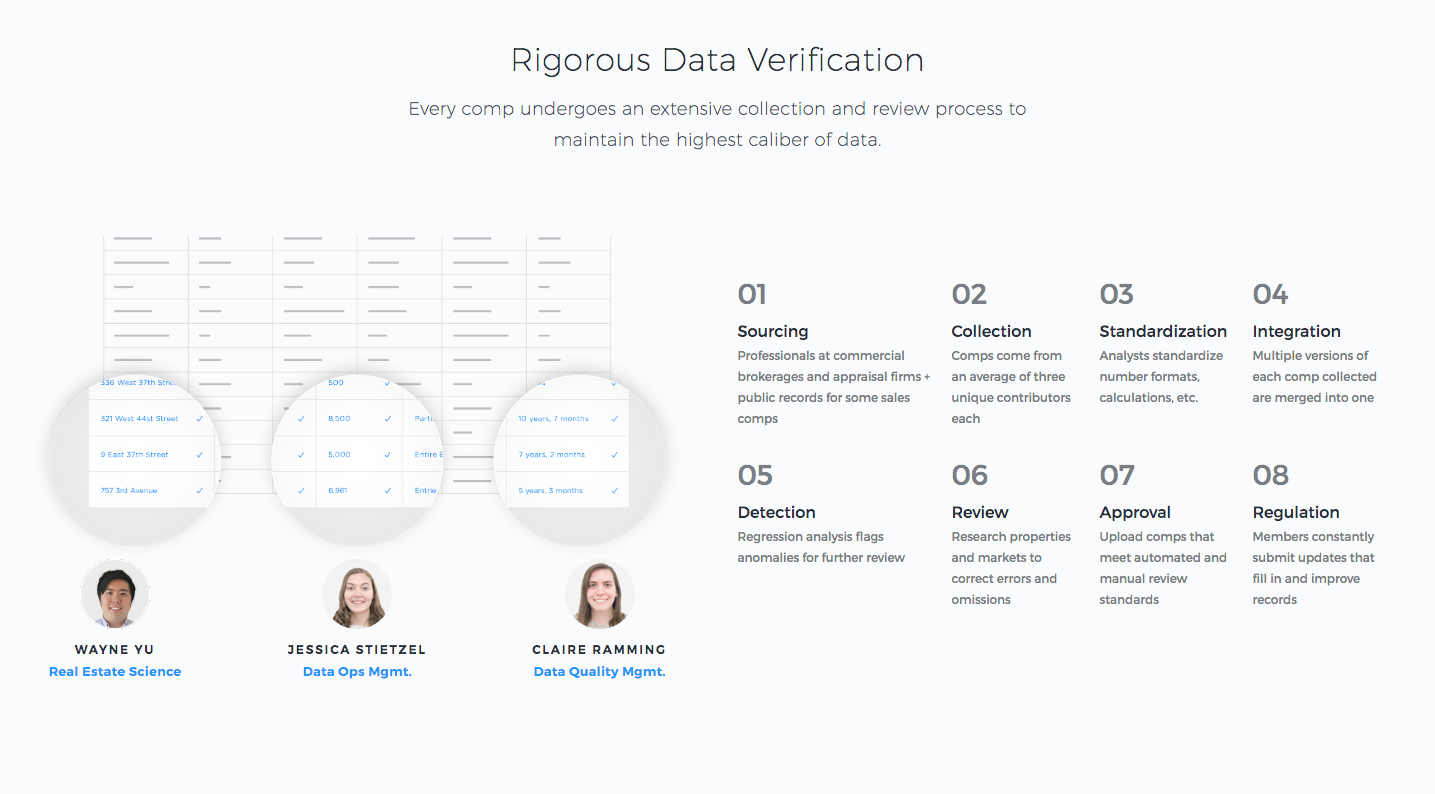 Rigorous Data Verification
Every comp undergoes an extensive collection and review process to
maintain the highest caliber of data.
336 West 37th
321 West 44st Street ✓
9 East 37th Street ✓
757 3rd Avenue ✓
500 ✓
✓ 8,500 ✓
✓ 5,000 ✓ Entire
✓ 6,961 ✓ Entrie
10 years, 7 months ✓
7 years, 2 months ✓
5 years, 3 months ✓
WAYNE YU
Real Estate Science
JESSICA STIETZEL
Data Ops Mgmt.
CLAIRE RAMMING
Data Quality Mgmt.
01
Sourcing
Professionals at commercial
brokerages and appraisal firms +
public records for some sales
comps
02
Collection
Comps come from
an average of three
unique contributors
each
03
Standardization
Analysts standardize
number formats,
calculations, etc.
04
Integration
Multiple versions of
each comp collected
are merged into one
05
Detection
Regression analysis flags
anomalies for further review
06
Review
Research properties
and markets to
correct errors and
omissions
07
Approval
Upload comps that
meet automated and
manual review
standards
08
Regulation
Members constantly
submit updates that
fill in and improve
records